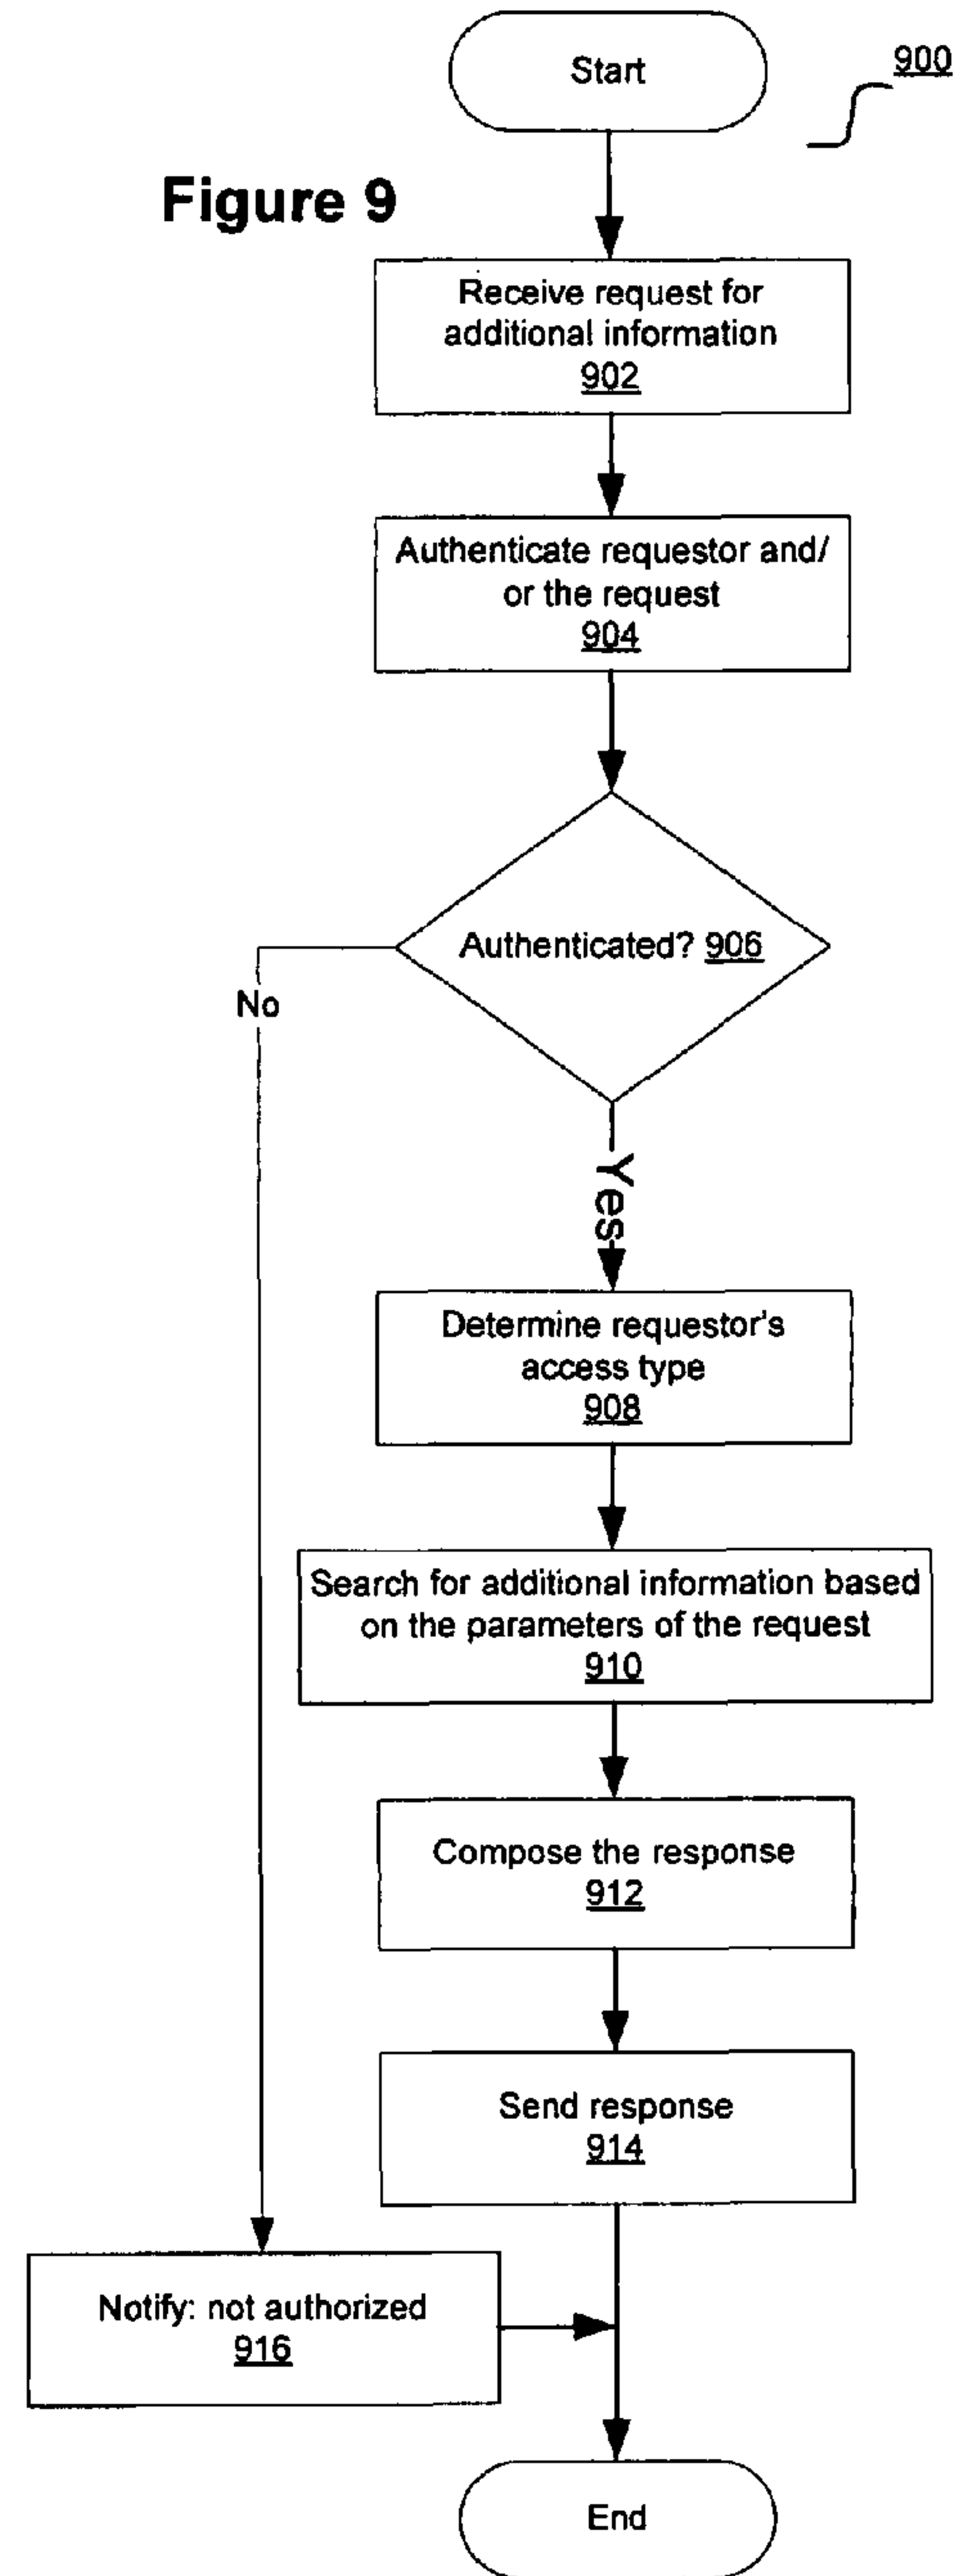 Start
900
Figure 9
Receive request for
additional information
902
Authenticate requestor and/
or the request
904
Authenticated? 906
No
Yes
Determine requestor's
access type
908
Search for additional information based
on the parameters of the request
910
Compose the response
912
Send response
914
Notify: not authorized
916
End